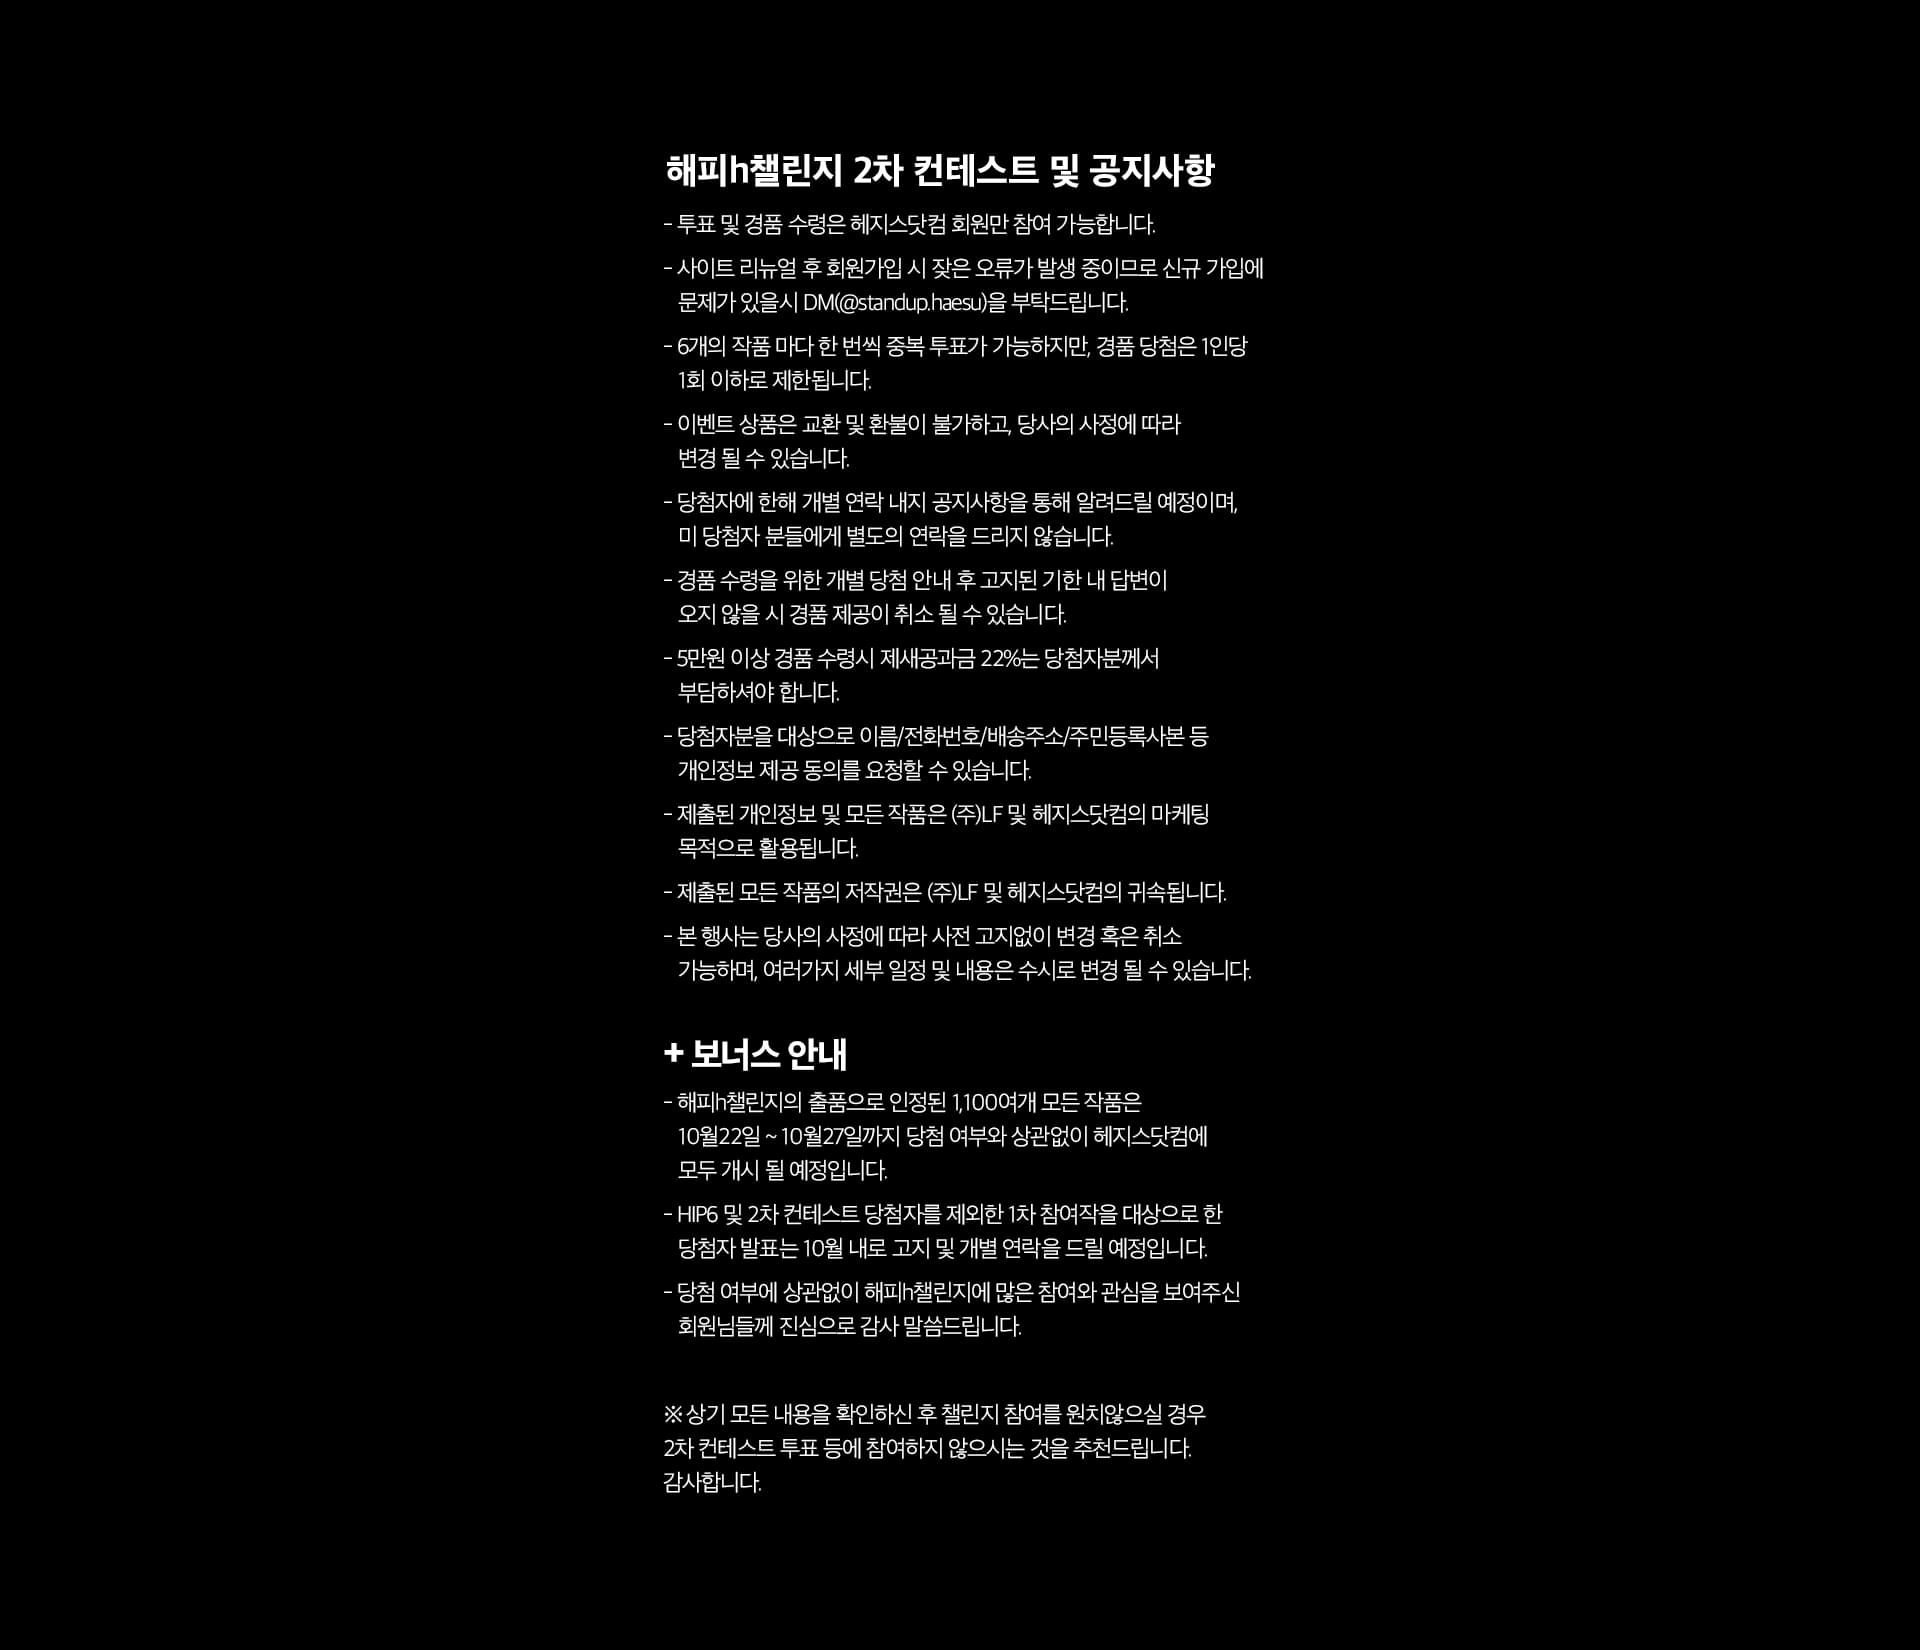 해피h챌린지 2차 컨테스트 및 공지사항
- 투표 및 경품 수령은 헤지스닷컴 회원만 참여 가능합니다.
- 사이트 리뉴얼 후 회원가입 시 잦은 오류가 발생 중이므로 신규 가입에
문제가 있을시 DM(@standup.haesu)을 부탁드립니다.
- 6개의 작품 마다 한 번씩 중복 투표가 가능하지만, 경품 당첨은 1인당
1회 이하로 제한됩니다.
- 이벤트 상품은 교환 및 환불이 불가하고, 당사의 사정에 따라
변경 될 수 있습니다.
- 당첨자에 한해 개별 연락 내지 공지사항을 통해 알려드릴 예정이며,
미 당첨자 분들에게 별도의 연락을 드리지 않습니다.
- 경품 수령을 위한 개별 당첨 안내 후 고지된 기한 내 답변이
오지 않을 시 경품 제공이 취소 될 수 있습니다.
- 5만원 이상 경품 수령시 제새공과금 22%는 당첨자분께서
부담하셔야 합니다.
- 당첨자분을 대상으로 이름/전화번호/배송주소/주민등록사본 등
개인정보 제공 동의를 요청할 수 있습니다.
- 제출된 개인정보 및 모든 작품은 (주)LF 및 헤지스닷컴의 마케팅
목적으로 활용됩니다.
- 제출된 모든 작품의 저작권은 (주)LF 및 헤지스닷컴의 귀속됩니다.
- 본 행사는 당사의 사정에 따라 사전 고지없이 변경 혹은 취소
가능하며, 여러가지 세부 일정 및 내용은 수시로 변경 될 수 있습니다.
+ 보너스 안내
- 해피h챌린지의 출품으로 인정된 1,100여개 모든 작품은
10월22일 ~ 10월27일까지 당첨 여부와 상관없이 헤지스닷컴에
모두 개시 될 예정입니다.
- HIP6 및 2차 컨테스트 당첨자를 제외한 1차 참여작을 대상으로 한
당첨자 발표는 10월 내로 고지 및 개별 연락을 드릴 예정입니다.
- 당첨 여부에 상관없이 해피h챌린지에 많은 참여와 관심을 보여주신
회원님들께 진심으로 감사 말씀드립니다.
※ 상기 모든 내용을 확인하신 후 챌린지 참여를 원치않으실 경우
2차 컨테스트 투표 등에 참여하지 않으시는 것을 추천드립니다.
감사합니다.